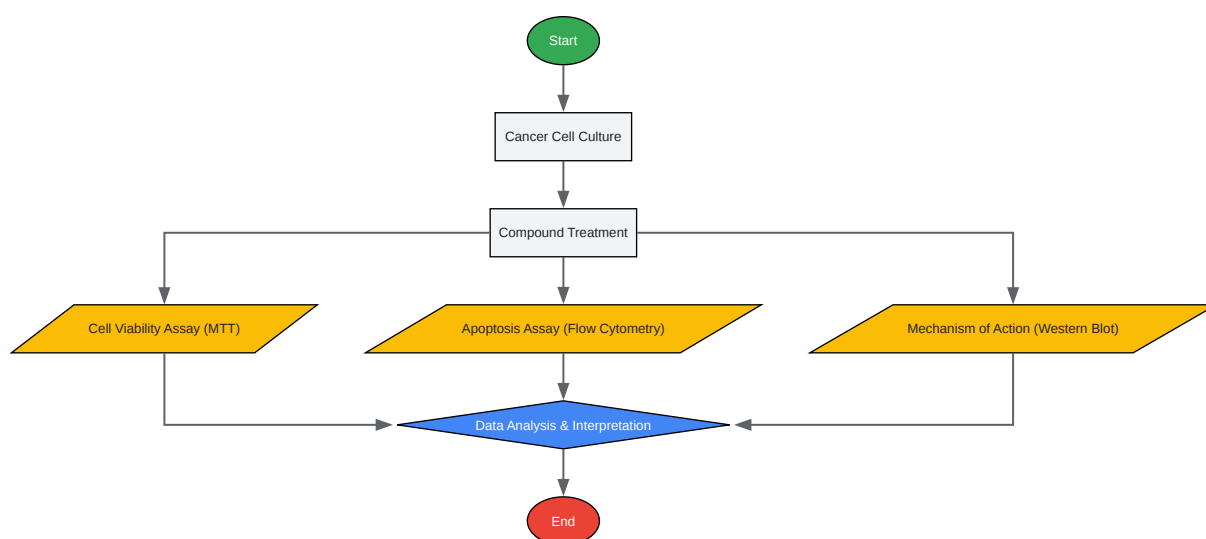 Start
Cancer Cell Culture
Compound Treatment
Cell Viability Assay (MTT)
Apoptosis Assay (Flow Cytometry)
Mechanism of Action (Western Blot)
Data Analysis & Interpretation
End